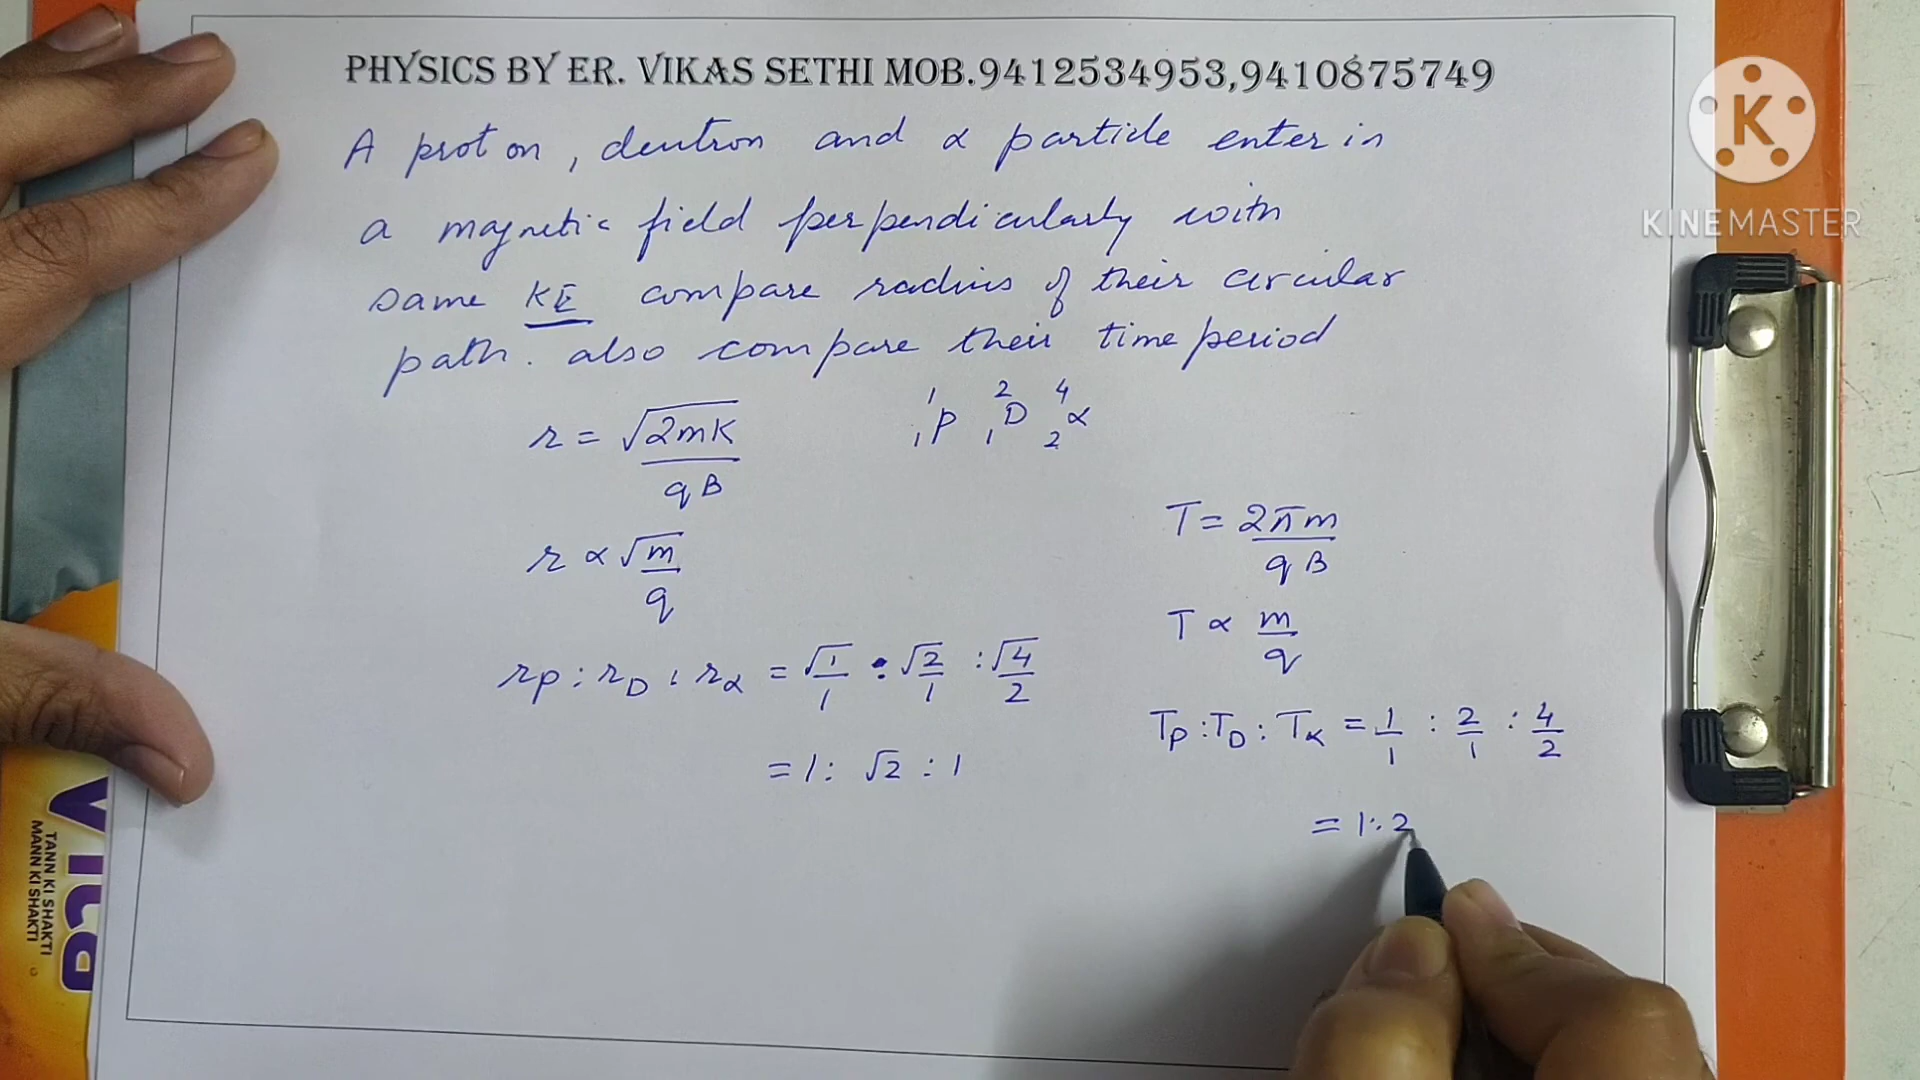 PHYSICS BY ER. VIKAS SETHI MOB.9412534953,9410875749
A proton, deutron and α particle enter in
a magnetic field perpendicularly with
same KE compare radius of their circular
path. also compare their time period
r = √2mK / qB
¹₁P ²₁D ⁴₂α
r ∝ √m / q
rP : rD : rα = √1/1 : √2/1 : √4/2
= 1 : √2 : 1
T = 2πm / qB
T ∝ m / q
TP : TD : Tα = 1/1 : 2/1 : 4/2
= 1 : 2
K
KINEMASTER
Vita
TANN KI SHAKTI
MANN KI SHAKTI